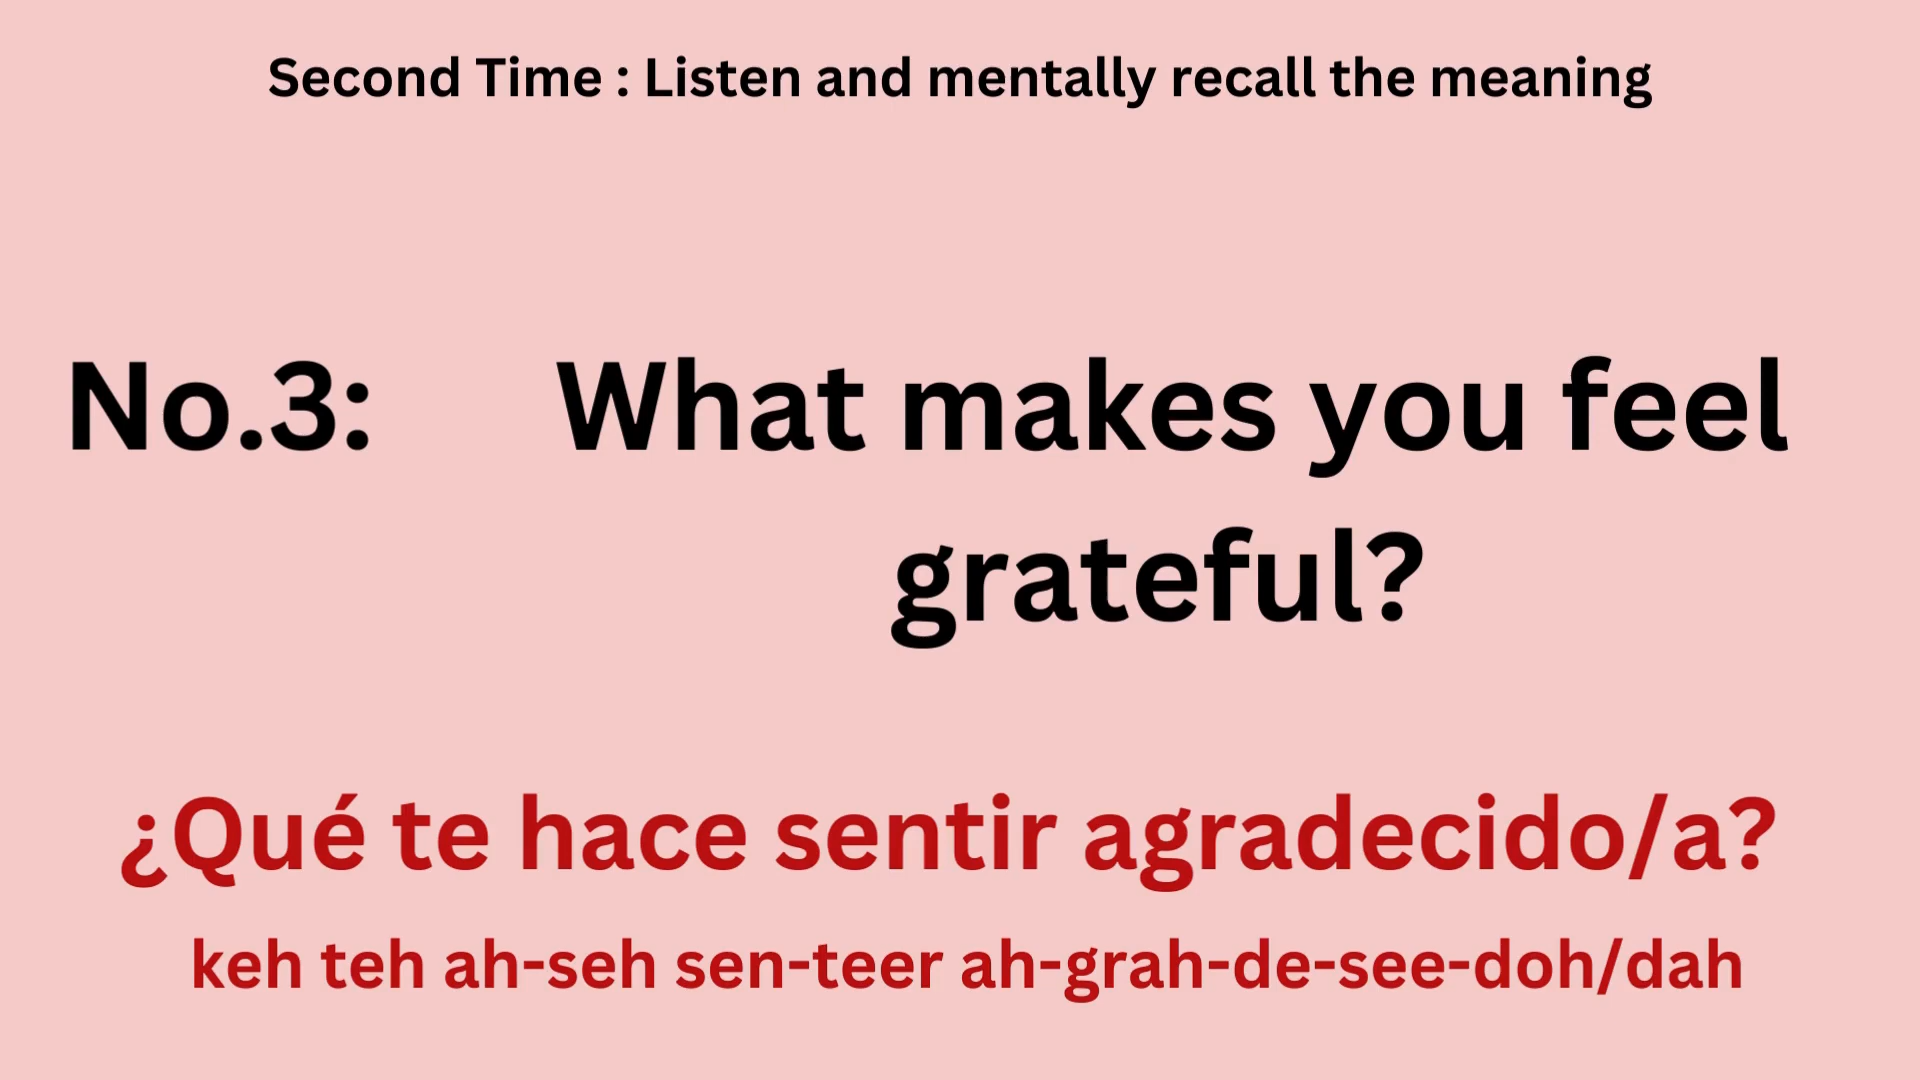 Second Time : Listen and mentally recall the meaning
No.3: What makes you feel
grateful?
¿Qué te hace sentir agradecido/a?
keh teh ah-seh sen-teer ah-grah-de-see-doh/dah